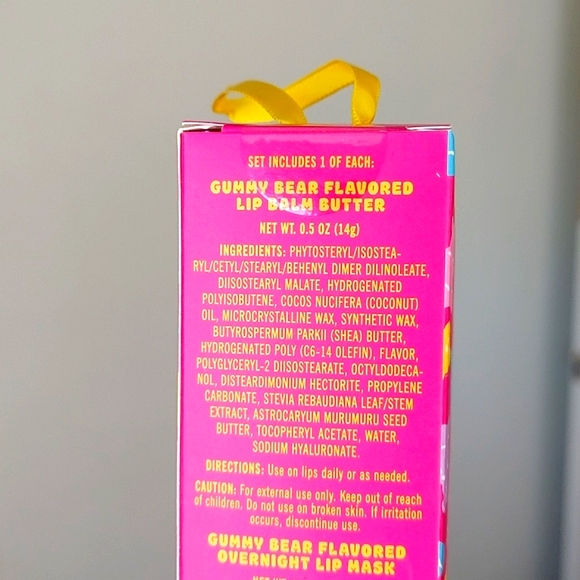 SET INCLUDES 1 OF EACH:
GUMMY BEAR FLAVORED
LIP BALM BUTTER
NET WT. 0.5 OZ (14g)
INGREDIENTS: PHYTOSTERYL/ISOSTEA-
RYL/CETYL/STEARYL/BEHENYL DIMER DILINOLEATE,
DIISOSTEARYL MALATE, HYDROGENATED
POLYISOBUTENE, COCOS NUCIFERA (COCONUT)
OIL, MICROCRYSTALLINE WAX, SYNTHETIC WAX,
BUTYROSPERMUM PARKII (SHEA) BUTTER,
HYDROGENATED POLY (C6-14 OLEFIN), FLAVOR,
POLYGLYCERYL-2 DIISOSTEARATE, OCTYLDODECA-
NOL, DISTEARDIMONIUM HECTORITE, PROPYLENE
CARBONATE, STEVIA REBAUDIANA LEAF/STEM
EXTRACT, ASTROCARYUM MURUMURU SEED
BUTTER, TOCOPHERYL ACETATE, WATER,
SODIUM HYALURONATE.
DIRECTIONS: Use on lips daily or as needed.
CAUTION: For external use only. Keep out of reach
of children. Do not use on broken skin. If irritation
occurs, discontinue use.
GUMMY BEAR FLAVORED
OVERNIGHT LIP MASK